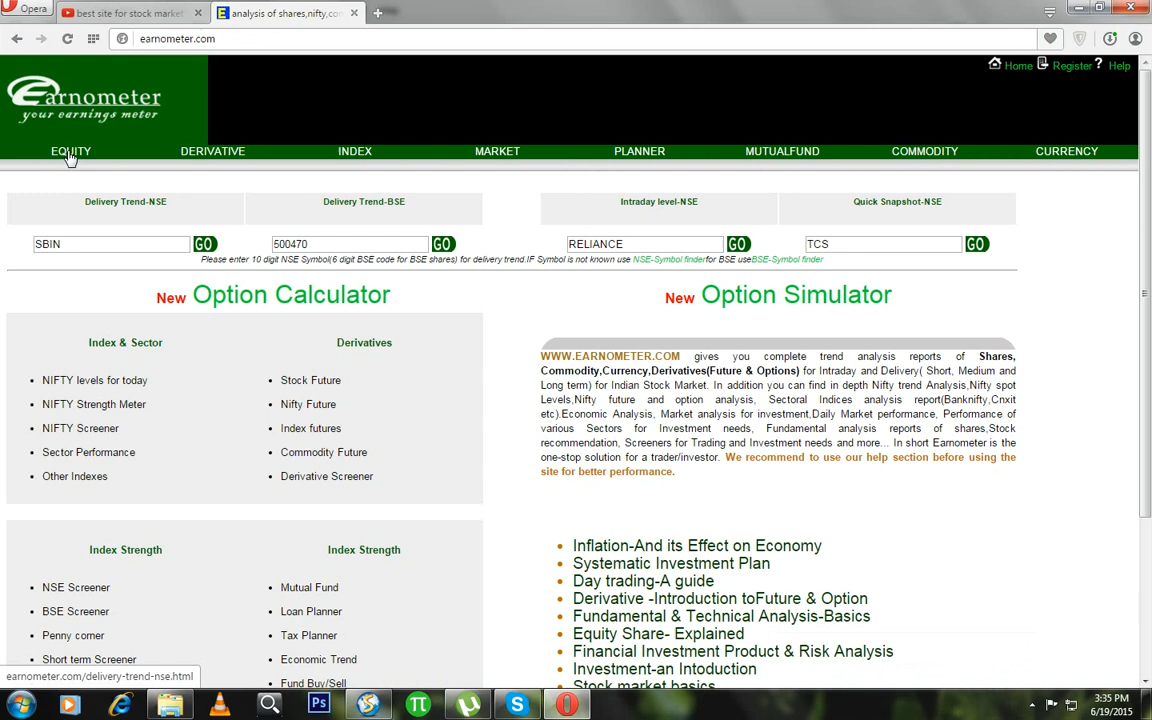 Opera
best site for stock market
analysis of shares,nifty,con
earnometer.com
Home Register ? Help
Earnometer
your earnings meter
EQUITY DERIVATIVE INDEX MARKET PLANNER MUTUALFUND COMMODITY CURRENCY
Delivery Trend-NSE Delivery Trend-BSE Intraday level-NSE Quick Snapshot-NSE
SBIN GO 500470 GO RELIANCE GO TCS GO
Please enter 10 digit NSE Symbol(6 digit BSE code for BSE shares) for delivery trend.IF Symbol is not known use NSE-Symbol finderfor BSE useBSE-Symbol finder
New Option Calculator New Option Simulator
Index & Sector Derivatives
NIFTY levels for today Stock Future
NIFTY Strength Meter Nifty Future
NIFTY Screener Index futures
Sector Performance Commodity Future
Other Indexes Derivative Screener
WWW.EARNOMETER.COM gives you complete trend analysis reports of Shares,
Commodity,Currency,Derivatives(Future & Options) for Intraday and Delivery( Short, Medium and
Long term) for Indian Stock Market. In addition you can find in depth Nifty trend Analysis,Nifty spot
Levels,Nifty future and option analysis, Sectoral Indices analysis report(Banknifty,Cnxit
etc).Economic Analysis, Market analysis for investment,Daily Market performance, Performance of
various Sectors for Investment needs, Fundamental analysis reports of shares,Stock
recommendation, Screeners for Trading and Investment needs and more... In short Earnometer is the
one-stop solution for a trader/investor. We recommend to use our help section before using the
site for better performance.
Index Strength Index Strength
NSE Screener Mutual Fund
BSE Screener Loan Planner
Penny corner Tax Planner
Short term Screener Economic Trend
Fund Buy/Sell
Inflation-And its Effect on Economy
Systematic Investment Plan
Day trading-A guide
Derivative -Introduction toFuture & Option
Fundamental & Technical Analysis-Basics
Equity Share- Explained
Financial Investment Product & Risk Analysis
Investment-an Intoduction
Stock market basics
earnometer.com/delivery-trend-nse.html
Ps
3:35 PM
6/19/2015